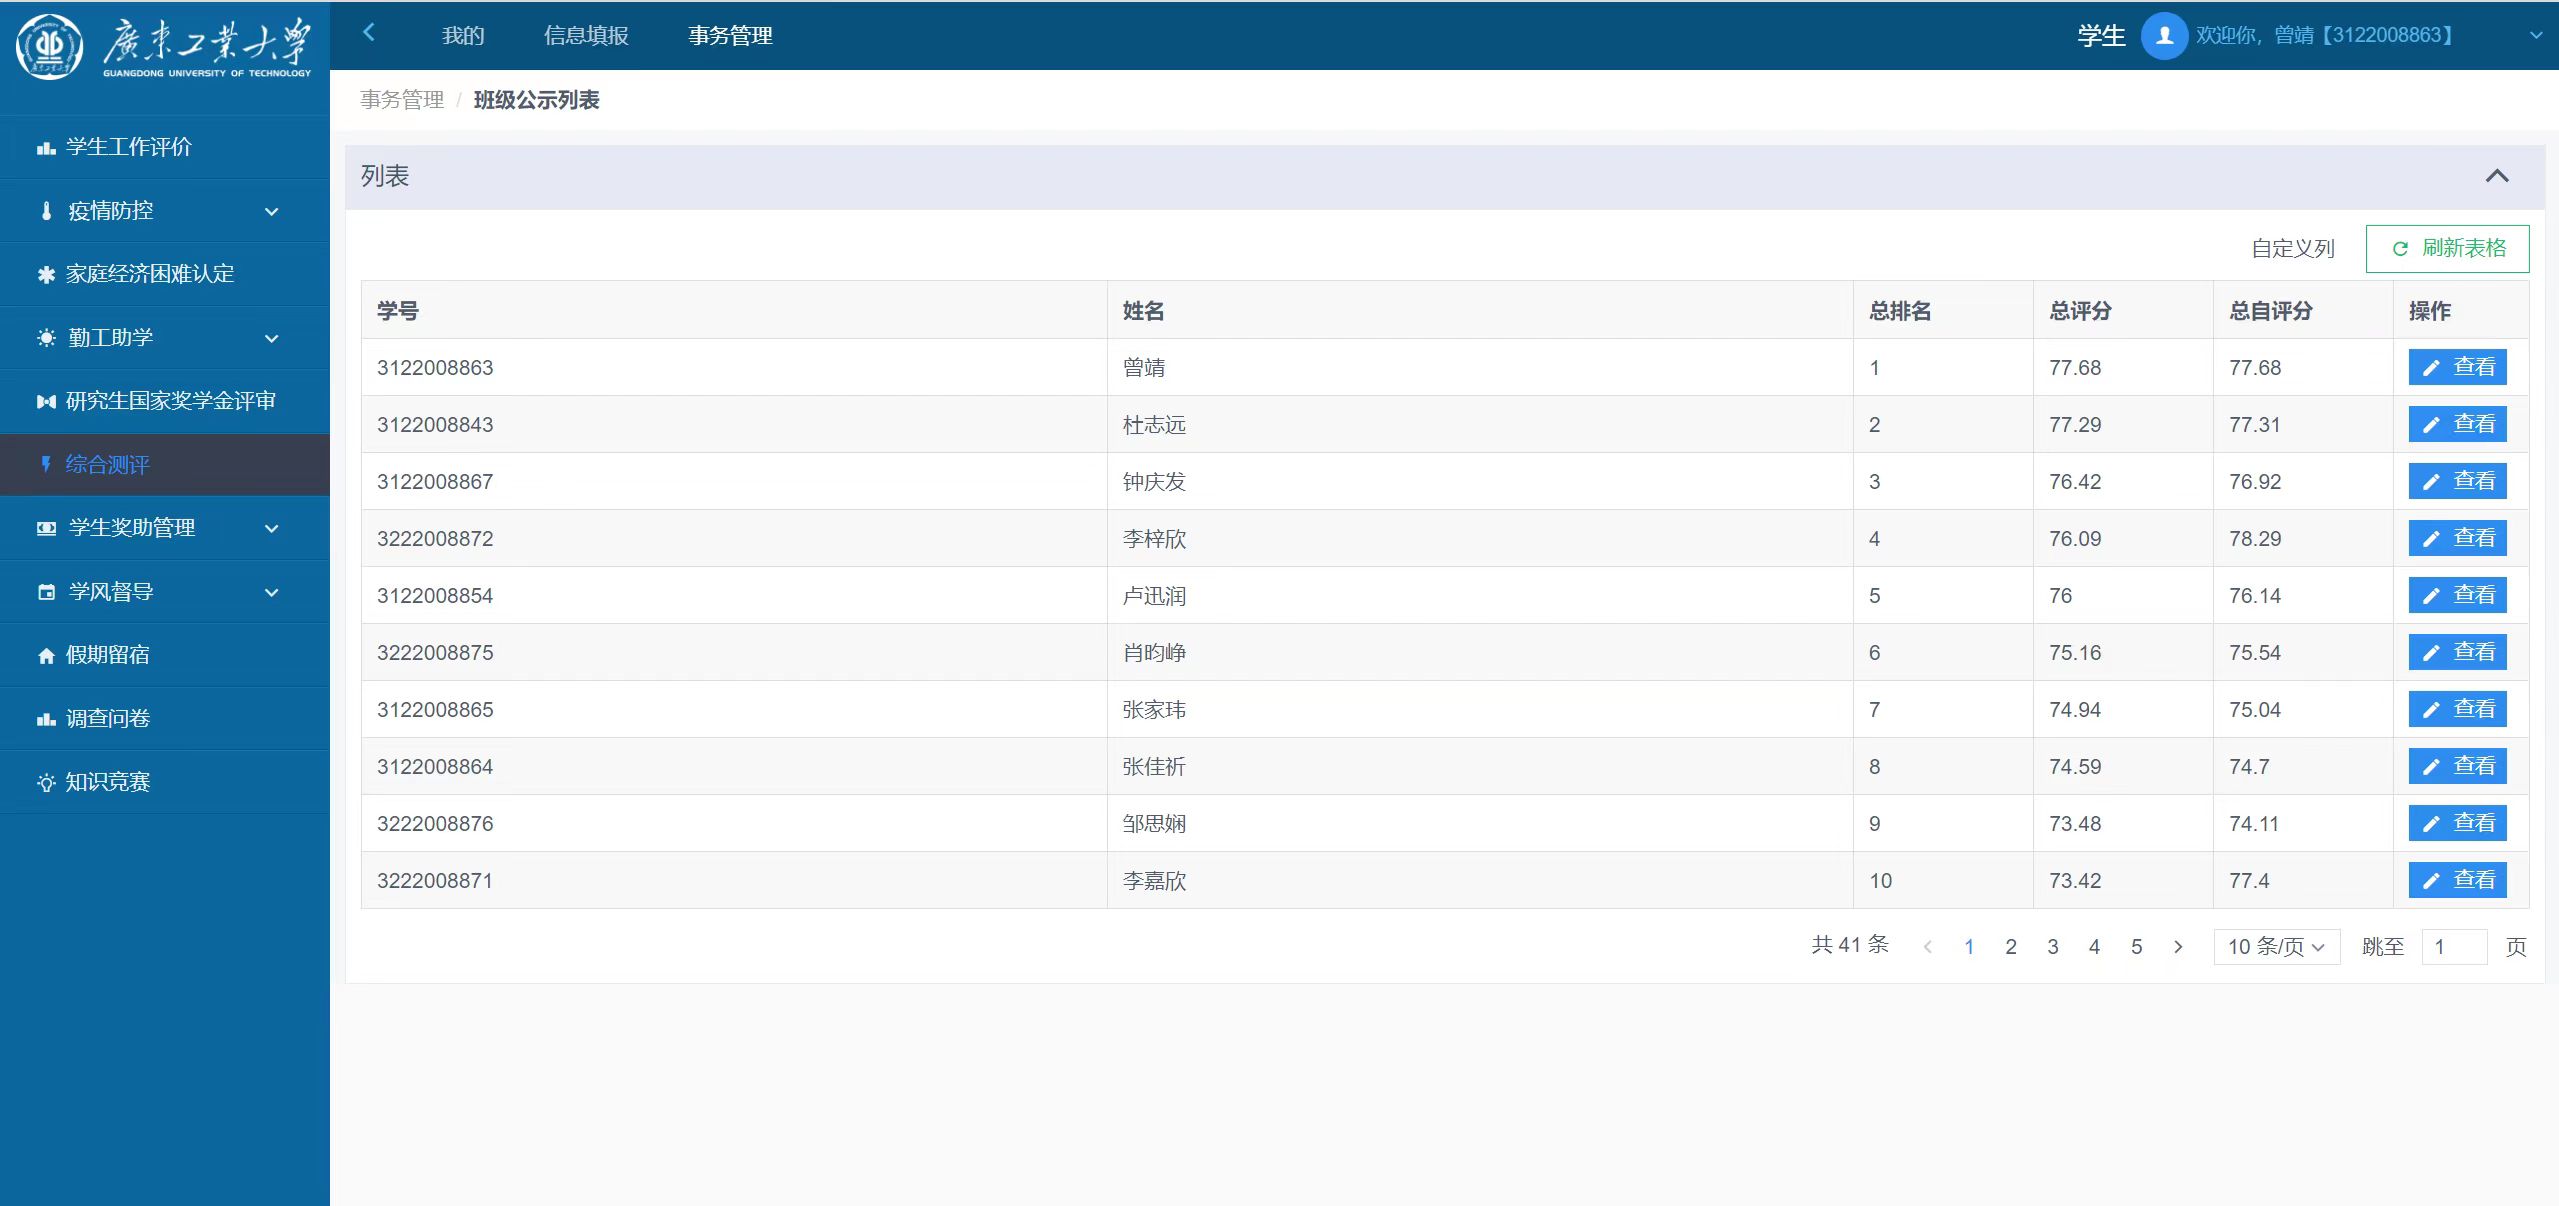 廣東工業大學
GUANGDONG UNIVERSITY OF TECHNOLOGY
我的 信息填报 事务管理
学生 欢迎你，曾靖【3122008863】
学生工作评价
疫情防控
家庭经济困难认定
勤工助学
研究生国家奖学金评审
综合测评
学生奖助管理
学风督导
假期留宿
调查问卷
知识竞赛
事务管理 / 班级公示列表
列表
自定义列 刷新表格
学号 姓名 总排名 总评分 总自评分 操作
3122008863 曾靖 1 77.68 77.68 查看
3122008843 杜志远 2 77.29 77.31 查看
3122008867 钟庆发 3 76.42 76.92 查看
3222008872 李梓欣 4 76.09 78.29 查看
3122008854 卢迅润 5 76 76.14 查看
3222008875 肖昀峥 6 75.16 75.54 查看
3122008865 张家玮 7 74.94 75.04 查看
3122008864 张佳祈 8 74.59 74.7 查看
3222008876 邹思娴 9 73.48 74.11 查看
3222008871 李嘉欣 10 73.42 77.4 查看
共 41 条 1 2 3 4 5 10 条/页 跳至 1 页